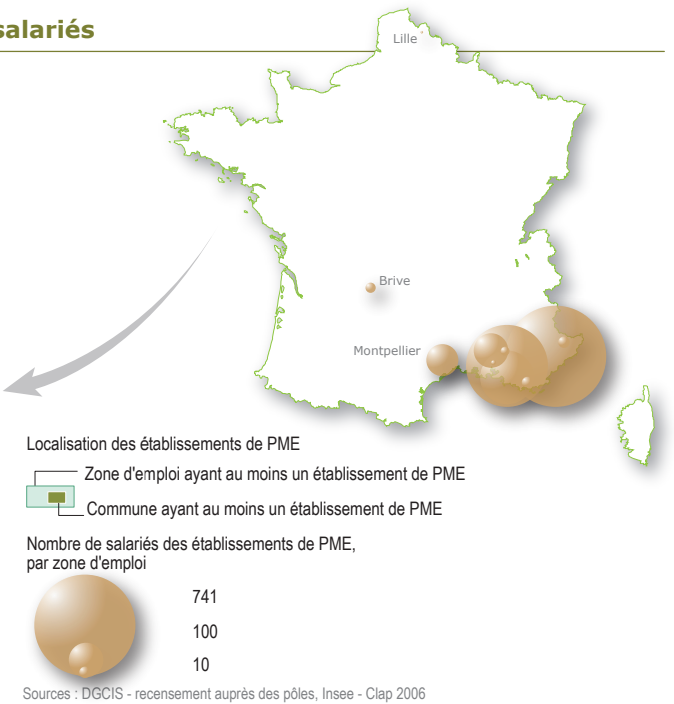 salariés
Lille
Brive
Montpellier
Localisation des établissements de PME
Zone d'emploi ayant au moins un établissement de PME
Commune ayant au moins un établissement de PME
Nombre de salariés des établissements de PME,
par zone d'emploi
741
100
10
Sources : DGCIS - recensement auprès des pôles, Insee - Clap 2006